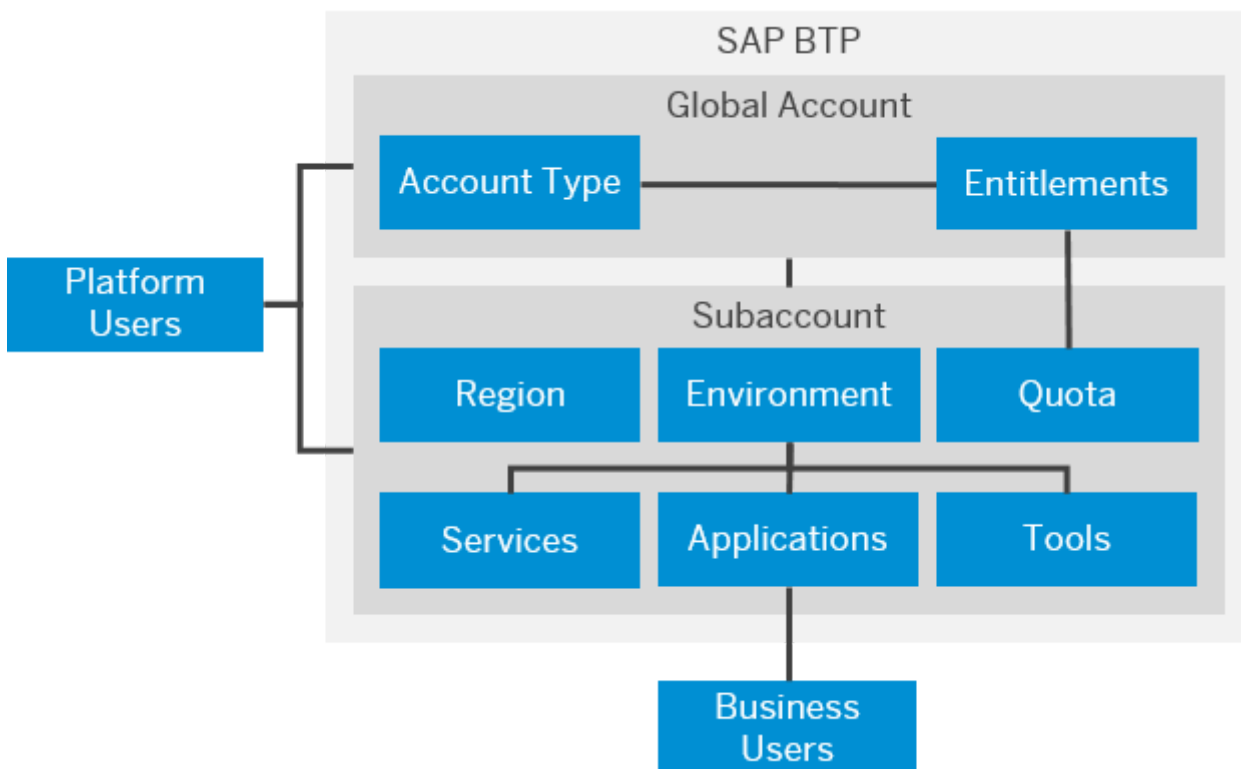 SAP BTP
Global Account
Account Type
Entitlements
Platform
Users
Subaccount
Region
Environment
Quota
Services
Applications
Tools
Business
Users